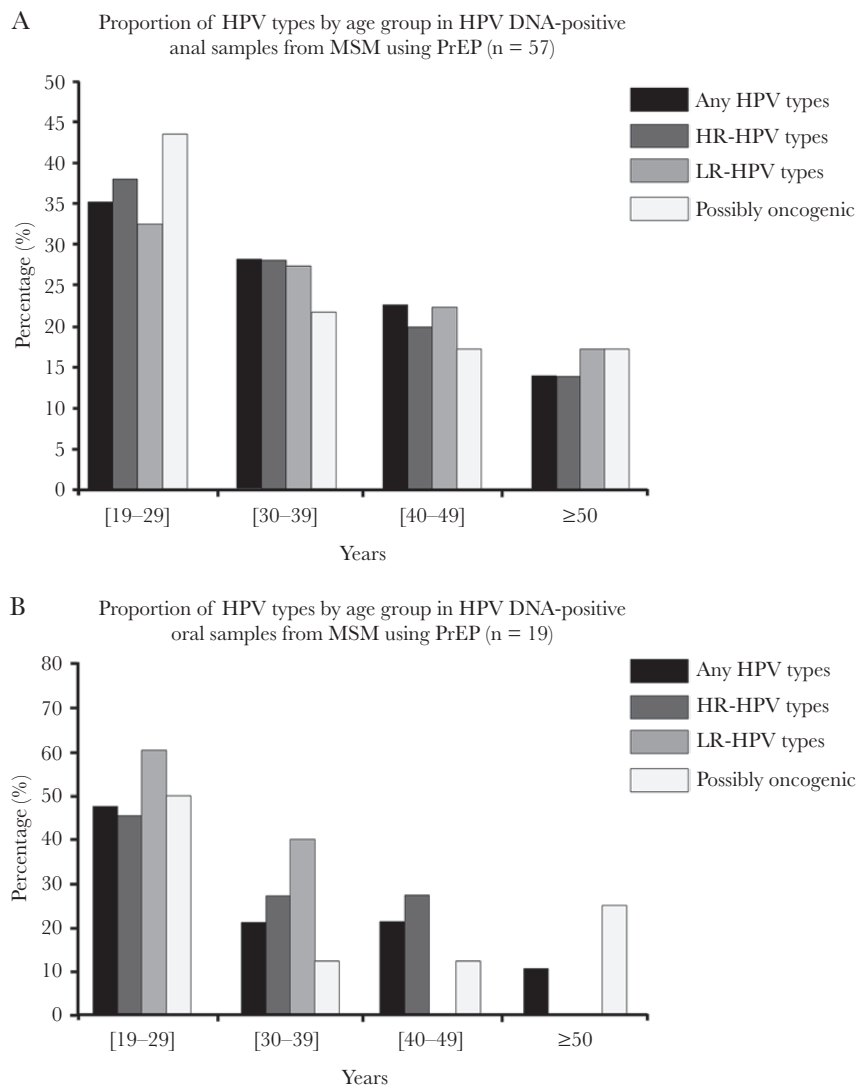 A
Proportion of HPV types by age group in HPV DNA-positive
anal samples from MSM using PrEP (n = 57)
50
45
40
35
30
25
20
15
10
5
0
Percentage (%)
Any HPV types
HR-HPV types
LR-HPV types
Possibly oncogenic
[19–29]
[30–39]
[40–49]
≥50
Years
B
Proportion of HPV types by age group in HPV DNA-positive
oral samples from MSM using PrEP (n = 19)
80
70
60
50
40
30
20
10
0
Percentage (%)
Any HPV types
HR-HPV types
LR-HPV types
Possibly oncogenic
[19–29]
[30–39]
[40–49]
≥50
Years